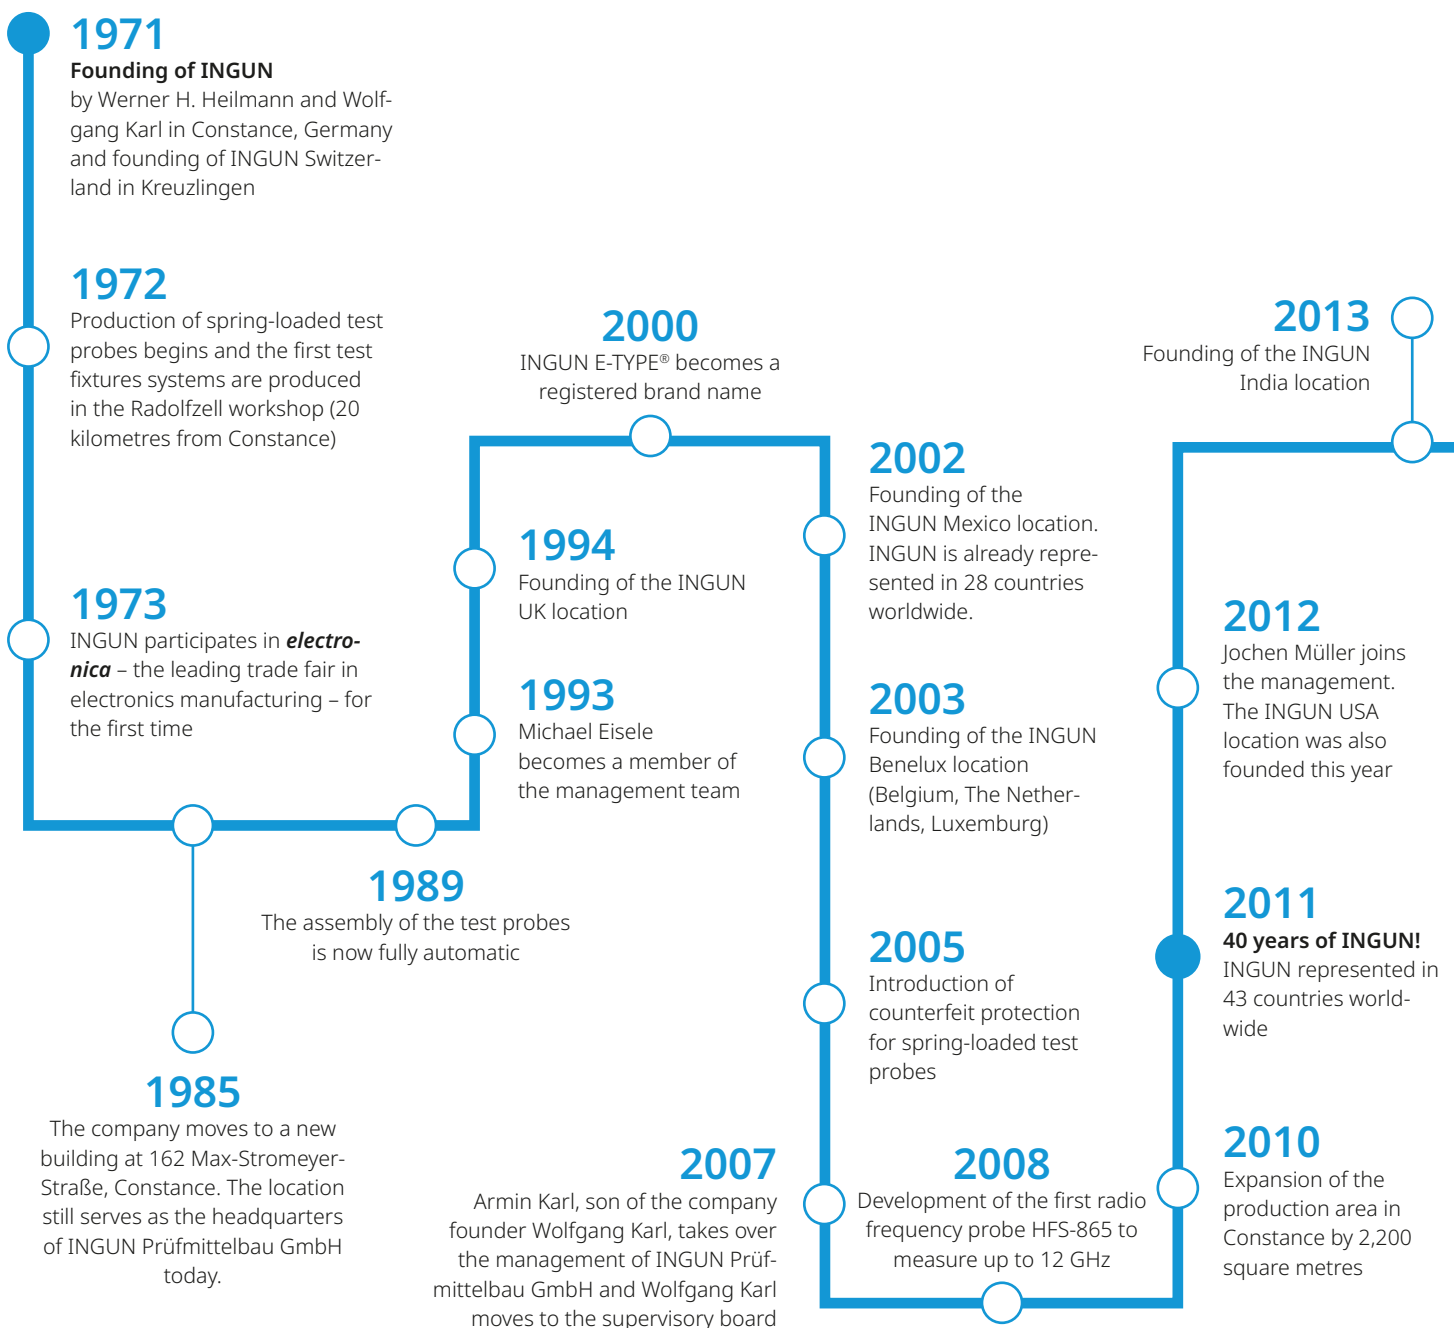 1971
Founding of INGUN
by Werner H. Heilmann and Wolf-
gang Karl in Constance, Germany
and founding of INGUN Switzer-
land in Kreuzlingen
1972
Production of spring-loaded test
probes begins and the first test
fixtures systems are produced
in the Radolfzell workshop (20
kilometres from Constance)
1973
INGUN participates in electro-
nica – the leading trade fair in
electronics manufacturing – for
the first time
1985
The company moves to a new
building at 162 Max-Stromeyer-
Straße, Constance. The location
still serves as the headquarters
of INGUN Prüfmittelbau GmbH
today.
1989
The assembly of the test probes
is now fully automatic
1993
Michael Eisele
becomes a member of
the management team
1994
Founding of the INGUN
UK location
2000
INGUN E-TYPE® becomes a
registered brand name
2002
Founding of the
INGUN Mexico location.
INGUN is already repre-
sented in 28 countries
worldwide.
2003
Founding of the INGUN
Benelux location
(Belgium, The Nether-
lands, Luxemburg)
2005
Introduction of
counterfeit protection
for spring-loaded test
probes
2007
Armin Karl, son of the company
founder Wolfgang Karl, takes over
the management of INGUN Prüf-
mittelbau GmbH and Wolfgang Karl
moves to the supervisory board
2008
Development of the first radio
frequency probe HFS-865 to
measure up to 12 GHz
2010
Expansion of the
production area in
Constance by 2,200
square metres
2011
40 years of INGUN!
INGUN represented in
43 countries world-
wide
2012
Jochen Müller joins
the management.
The INGUN USA
location was also
founded this year
2013
Founding of the INGUN
India location